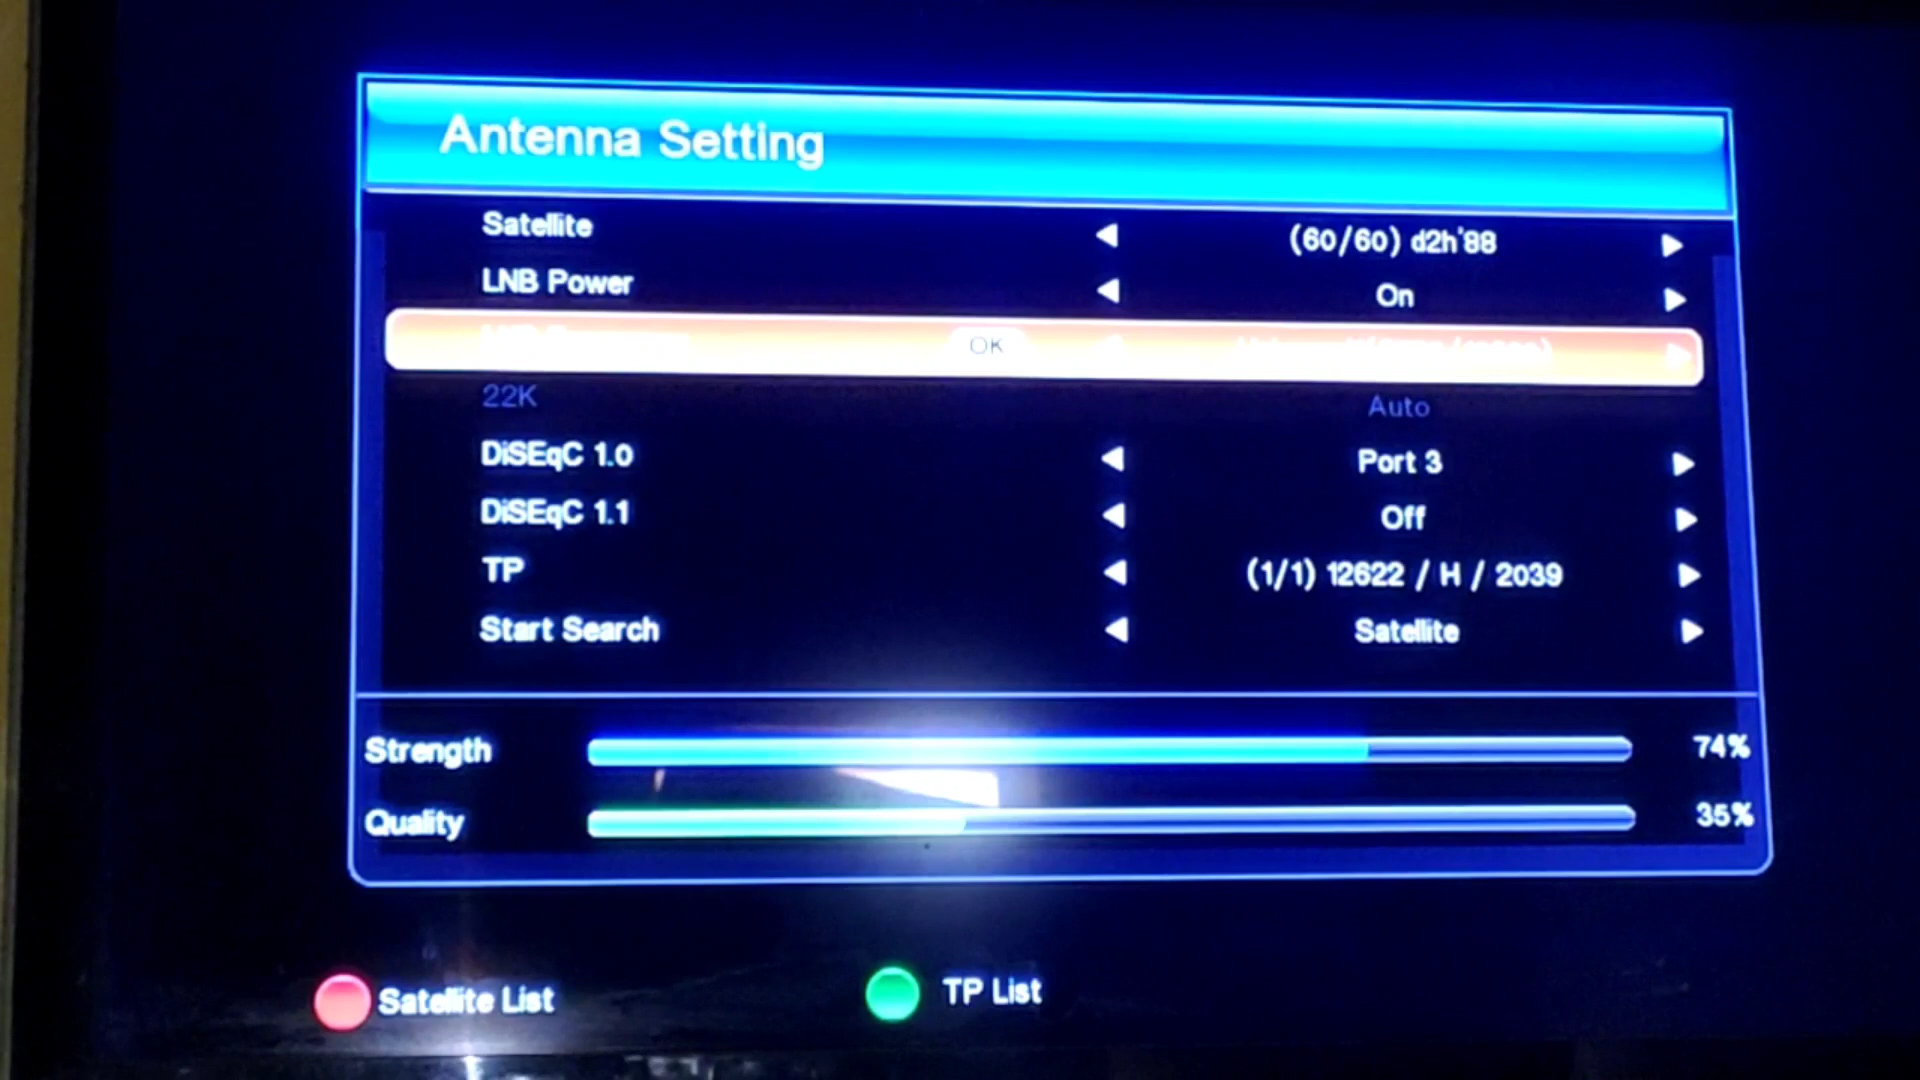 Antenna Setting
Satellite (60/60) d2h'88
LNB Power On
OK
22K Auto
DiSEqC 1.0 Port 3
DiSEqC 1.1 Off
TP (1/1) 12622 / H / 2039
Start Search Satellite
Strength 74%
Quality 35%
Satellite List TP List